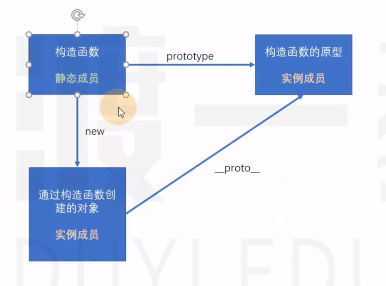 构造函数
静态成员
prototype
构造函数的原型
实例成员
new
__proto__
通过构造函数创
建的对象
实例成员
DUYI EDU